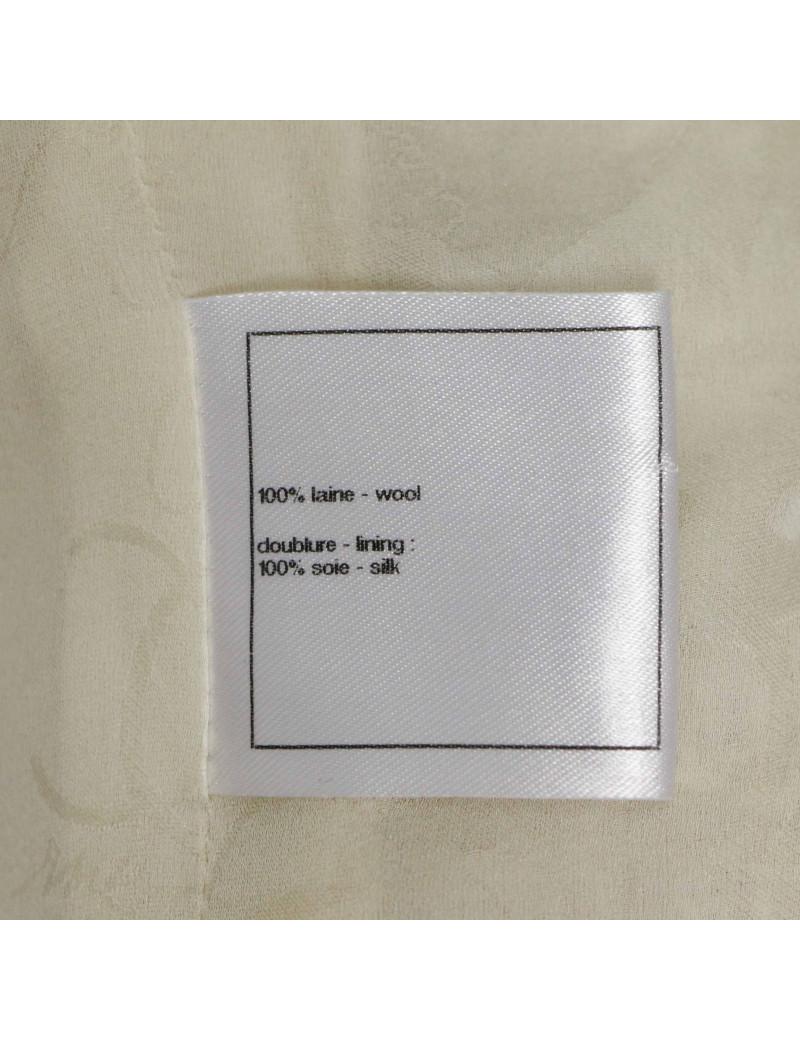 100% laine - wool
doublure - lining :
100% soie - silk